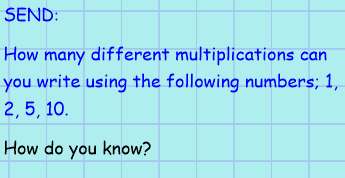 SEND:
How many different multiplications can
you write using the following numbers; 1,
2, 5, 10.
How do you know?